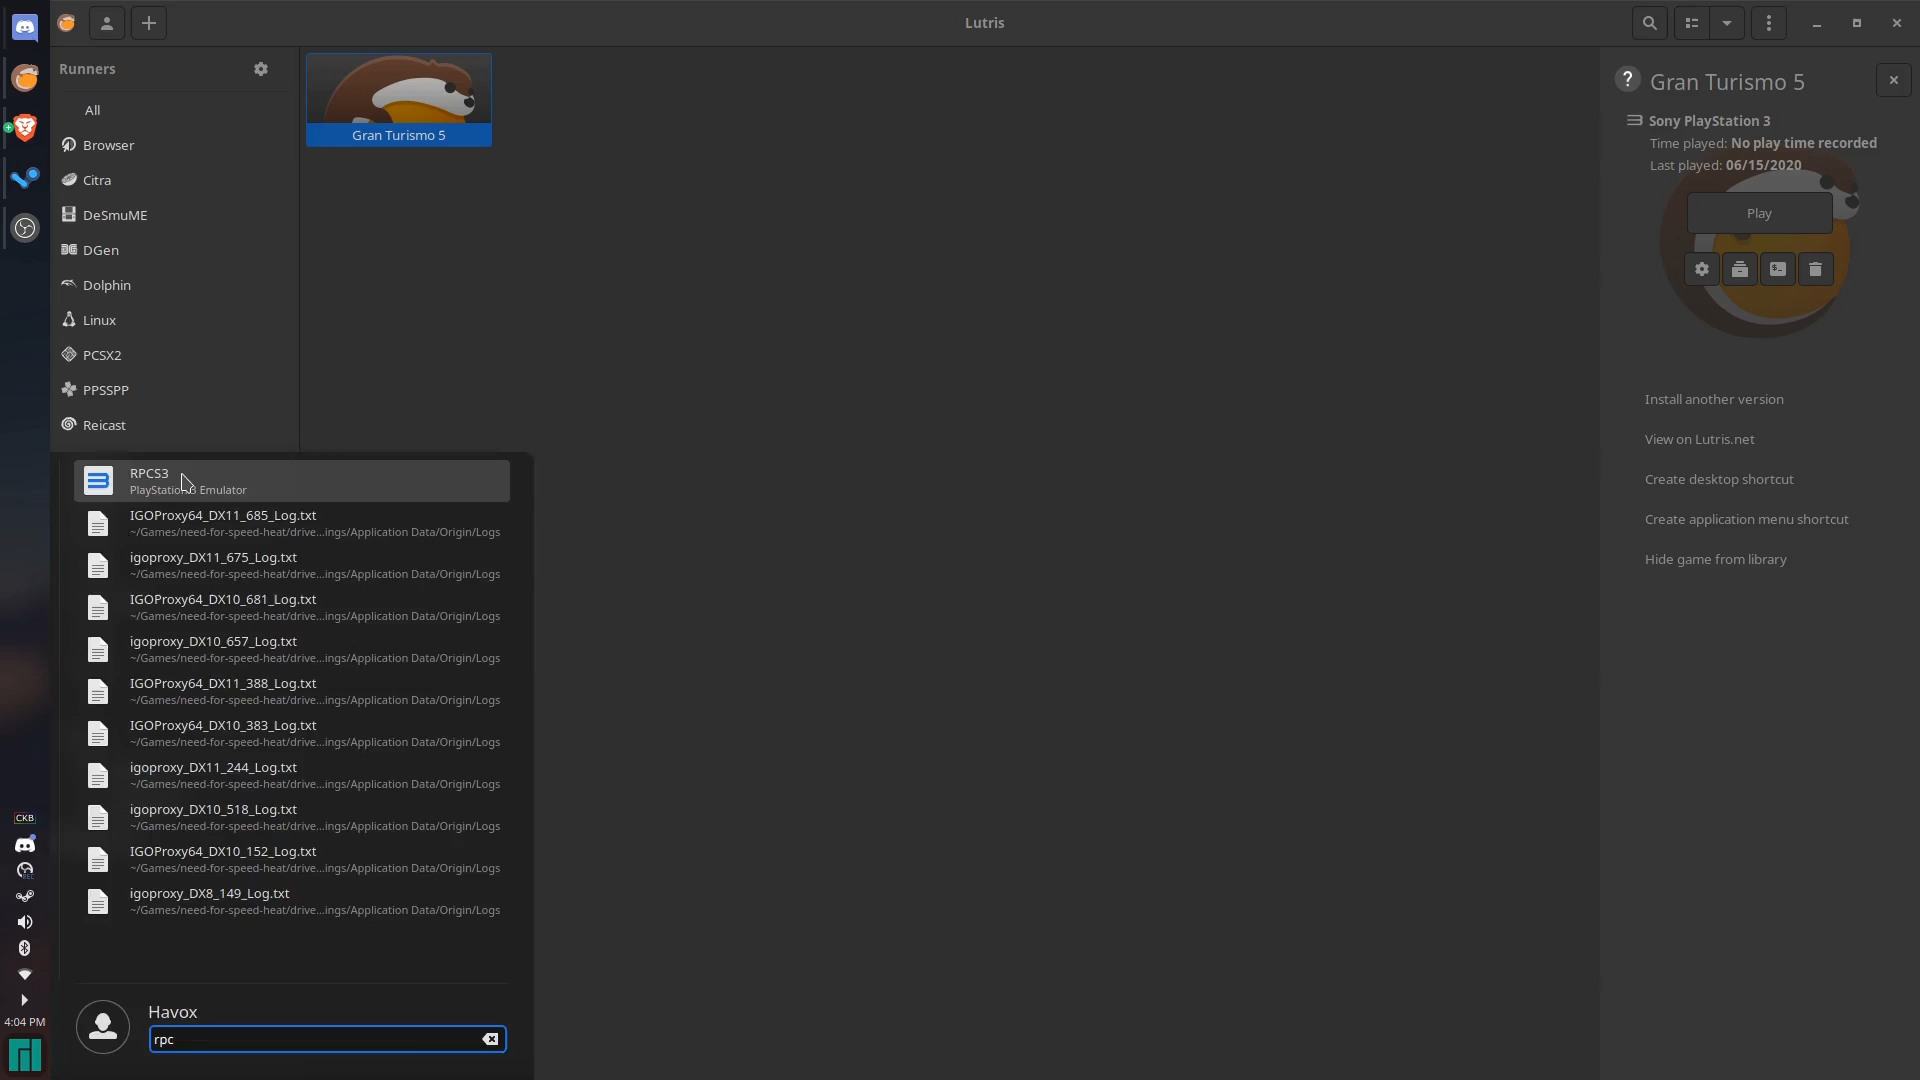 Lutris
Runners
All
Browser
Citra
DeSmuME
DGen
Dolphin
Linux
PCSX2
PPSSPP
Reicast
Gran Turismo 5
? Gran Turismo 5
Sony PlayStation 3
Time played: No play time recorded
Last played: 06/15/2020
Play
Install another version
View on Lutris.net
Create desktop shortcut
Create application menu shortcut
Hide game from library
RPCS3
PlayStation 3 Emulator
IGOProxy64_DX11_685_Log.txt
~/Games/need-for-speed-heat/drive...ings/Application Data/Origin/Logs
igoproxy_DX11_675_Log.txt
~/Games/need-for-speed-heat/drive...ings/Application Data/Origin/Logs
IGOProxy64_DX10_681_Log.txt
~/Games/need-for-speed-heat/drive...ings/Application Data/Origin/Logs
igoproxy_DX10_657_Log.txt
~/Games/need-for-speed-heat/drive...ings/Application Data/Origin/Logs
IGOProxy64_DX11_388_Log.txt
~/Games/need-for-speed-heat/drive...ings/Application Data/Origin/Logs
IGOProxy64_DX10_383_Log.txt
~/Games/need-for-speed-heat/drive...ings/Application Data/Origin/Logs
igoproxy_DX11_244_Log.txt
~/Games/need-for-speed-heat/drive...ings/Application Data/Origin/Logs
igoproxy_DX10_518_Log.txt
~/Games/need-for-speed-heat/drive...ings/Application Data/Origin/Logs
IGOProxy64_DX10_152_Log.txt
~/Games/need-for-speed-heat/drive...ings/Application Data/Origin/Logs
igoproxy_DX8_149_Log.txt
~/Games/need-for-speed-heat/drive...ings/Application Data/Origin/Logs
Havox
rpc
CKB
4:04 PM